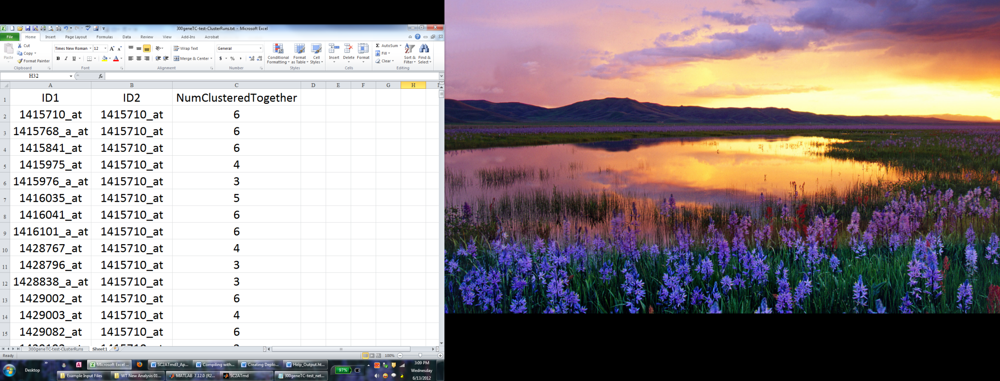 300geneTC-test-ClusterRuns.txt - Microsoft Excel
File Home Insert Page Layout Formulas Data Review View Add-Ins Acrobat
Paste
Cut
Copy
Format Painter
Clipboard
Times New Roman 12
B I U
Font
Wrap Text
Merge & Center
Alignment
General
$ % ,
Number
Conditional Formatting
Format as Table
Cell Styles
Styles
Insert Delete Format
Cells
AutoSum
Fill
Clear
Sort & Filter
Find & Select
Editing
H32 fx
A B C D E F G H I
1 ID1 ID2 NumClusteredTogether
2 1415710_at 1415710_at 6
3 1415768_a_at 1415710_at 6
4 1415841_at 1415710_at 6
5 1415975_at 1415710_at 4
6 1415976_a_at 1415710_at 3
7 1416035_at 1415710_at 5
8 1416041_at 1415710_at 6
9 1416101_a_at 1415710_at 6
10 1428767_at 1415710_at 4
11 1428796_at 1415710_at 3
12 1428838_a_at 1415710_at 3
13 1429002_at 1415710_at 6
14 1429003_at 1415710_at 4
15 1429082_at 1415710_at 6
300geneTC-test-ClusterRuns Sheet1
Ready 100%
Desktop
Microsoft Excel ... SC2ATmd3_Ap... Compiling with... Creating Deplo... Help_Output.ht...
Example Input Files WT New Analysis 01... MATLAB 7.12.0 (R2... SC2ATmd 300geneTC-test_net...
97%
3:09 PM
Wednesday
6/13/2012